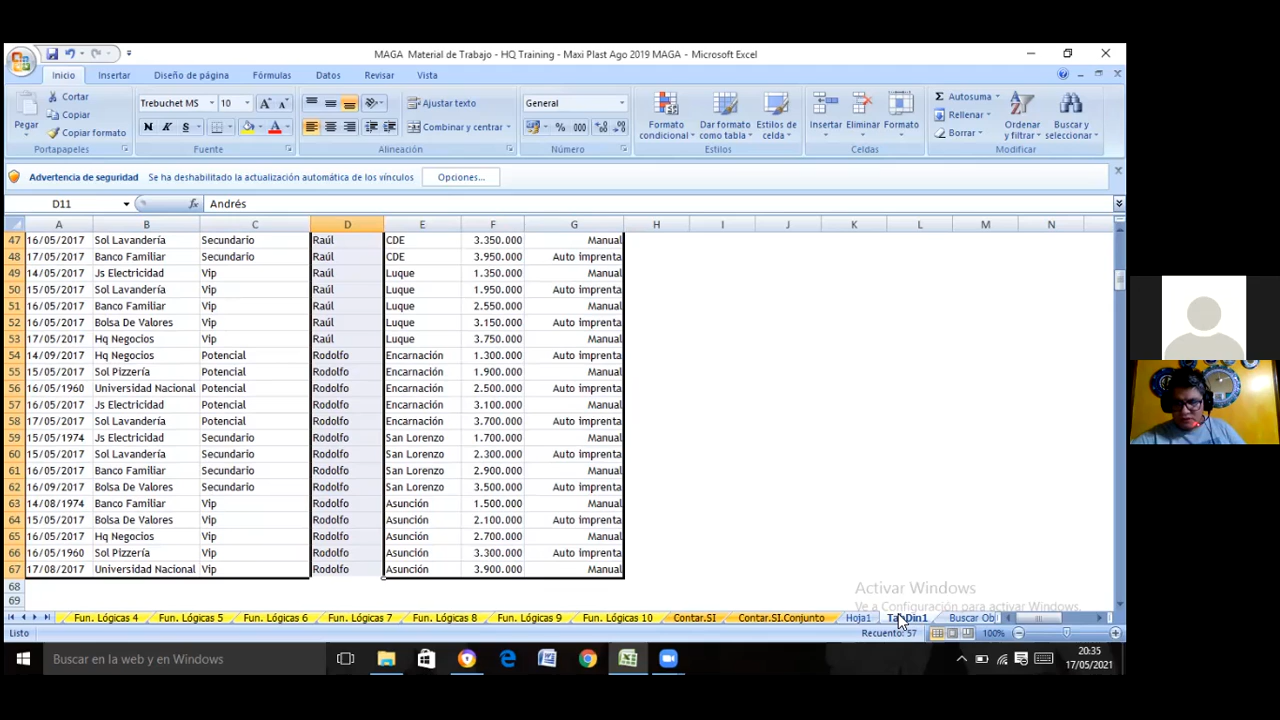 MAGA Material de Trabajo - HQ Training - Maxi Plast Ago 2019 MAGA - Microsoft Excel
Inicio Insertar Diseño de página Fórmulas Datos Revisar Vista
Pegar Cortar Copiar Copiar formato
Trebuchet MS 10
N K S
Ajustar texto
Combinar y centrar
General
% 000
Formato condicional Dar formato como tabla Estilos de celda
Insertar Eliminar Formato
Autosuma Rellenar Borrar
Ordenar y filtrar Buscar y seleccionar
Portapapeles Fuente Alineación Número Estilos Celdas Modificar
Advertencia de seguridad Se ha deshabilitado la actualización automática de los vínculos Opciones...
D11 fx Andrés
A B C D E F G H I J K L M N
47 16/05/2017 Sol Lavandería Secundario Raúl CDE 3.350.000 Manual
48 17/05/2017 Banco Familiar Secundario Raúl CDE 3.950.000 Auto imprenta
49 14/05/2017 Js Electricidad Vip Raúl Luque 1.350.000 Manual
50 15/05/2017 Sol Lavandería Vip Raúl Luque 1.950.000 Auto imprenta
51 16/05/2017 Banco Familiar Vip Raúl Luque 2.550.000 Manual
52 16/05/2017 Bolsa De Valores Vip Raúl Luque 3.150.000 Auto imprenta
53 17/05/2017 Hq Negocios Vip Raúl Luque 3.750.000 Manual
54 14/09/2017 Hq Negocios Potencial Rodolfo Encarnación 1.300.000 Auto imprenta
55 15/05/2017 Sol Pizzería Potencial Rodolfo Encarnación 1.900.000 Manual
56 16/05/1960 Universidad Nacional Potencial Rodolfo Encarnación 2.500.000 Auto imprenta
57 16/05/2017 Js Electricidad Potencial Rodolfo Encarnación 3.100.000 Manual
58 17/05/2017 Sol Lavandería Potencial Rodolfo Encarnación 3.700.000 Auto imprenta
59 15/05/1974 Js Electricidad Secundario Rodolfo San Lorenzo 1.700.000 Manual
60 15/05/2017 Sol Lavandería Secundario Rodolfo San Lorenzo 2.300.000 Auto imprenta
61 16/05/2017 Banco Familiar Secundario Rodolfo San Lorenzo 2.900.000 Manual
62 16/09/2017 Bolsa De Valores Secundario Rodolfo San Lorenzo 3.500.000 Auto imprenta
63 14/08/1974 Banco Familiar Vip Rodolfo Asunción 1.500.000 Manual
64 15/05/2017 Bolsa De Valores Vip Rodolfo Asunción 2.100.000 Auto imprenta
65 16/05/2017 Hq Negocios Vip Rodolfo Asunción 2.700.000 Manual
66 16/05/1960 Sol Pizzería Vip Rodolfo Asunción 3.300.000 Auto imprenta
67 17/08/2017 Universidad Nacional Vip Rodolfo Asunción 3.900.000 Manual
68
69
Activar Windows
Ve a Configuración para activar Windows.
Fun. Lógicas 4 Fun. Lógicas 5 Fun. Lógicas 6 Fun. Lógicas 7 Fun. Lógicas 8 Fun. Lógicas 9 Fun. Lógicas 10 Contar.SI Contar.SI.Conjunto Hoja1 Buscar Ob
Listo Recuento: 57 100%
Buscar en la web y en Windows
20:35
17/05/2021